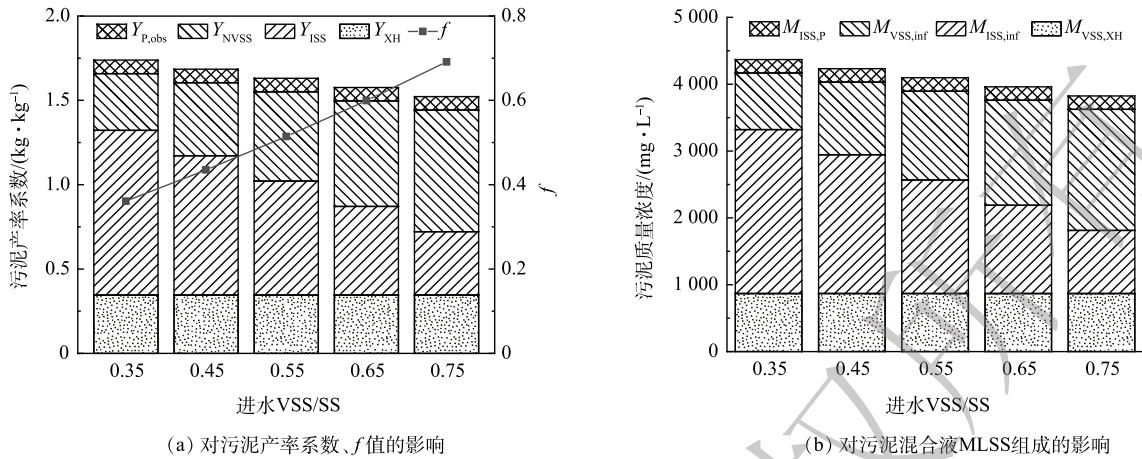 Y_P,obs Y_NVSS Y_ISS Y_XH f
2.0
1.5
1.0
0.5
0
污泥产率系数/(kg·kg⁻¹)
0.8
0.6
0.4
0.2
0
f
0.35 0.45 0.55 0.65 0.75
进水VSS/SS
(a) 对污泥产率系数、f 值的影响
M_ISS,P M_VSS,inf M_ISS,inf M_VSS,XH
5 000
4 000
3 000
2 000
1 000
0
污泥质量浓度/(mg·L⁻¹)
0.35 0.45 0.55 0.65 0.75
进水VSS/SS
(b) 对污泥混合液MLSS组成的影响